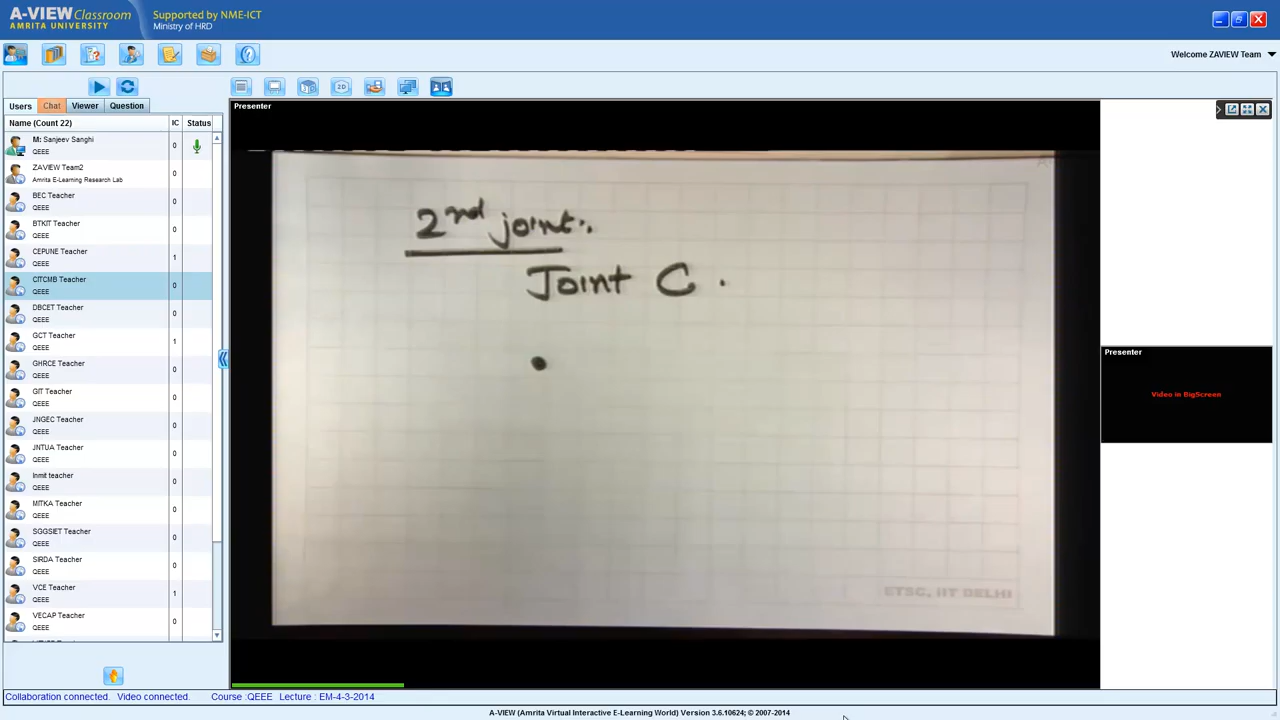 A-VIEW Classroom
AMRITA UNIVERSITY
Supported by NME-ICT
Ministry of HRD
Welcome ZAVIEW Team
2D
Users Chat Viewer Question
Name (Count 22) IC Status
M: Sanjeev Sanghi
QEEE
0
ZAVIEW Team2
Amrita E-Learning Research Lab
0
BEC Teacher
QEEE
0
BTKIT Teacher
QEEE
0
CEPUNE Teacher
QEEE
1
CITCMB Teacher
QEEE
0
DBCET Teacher
QEEE
0
GCT Teacher
QEEE
1
GHRCE Teacher
QEEE
0
GIT Teacher
QEEE
0
JNGEC Teacher
QEEE
0
JNTUA Teacher
QEEE
0
lnmit teacher
QEEE
0
MITKA Teacher
QEEE
0
SGGSIET Teacher
QEEE
0
SIRDA Teacher
QEEE
0
VCE Teacher
QEEE
1
VECAP Teacher
QEEE
0
Presenter
2nd joint:
Joint C.
ETSC, IIT DELHI
Presenter
Video in BigScreen
Collaboration connected. Video connected. Course :QEEE Lecture : EM-4-3-2014
A-VIEW (Amrita Virtual Interactive E-Learning World) Version 3.6.10624; © 2007-2014